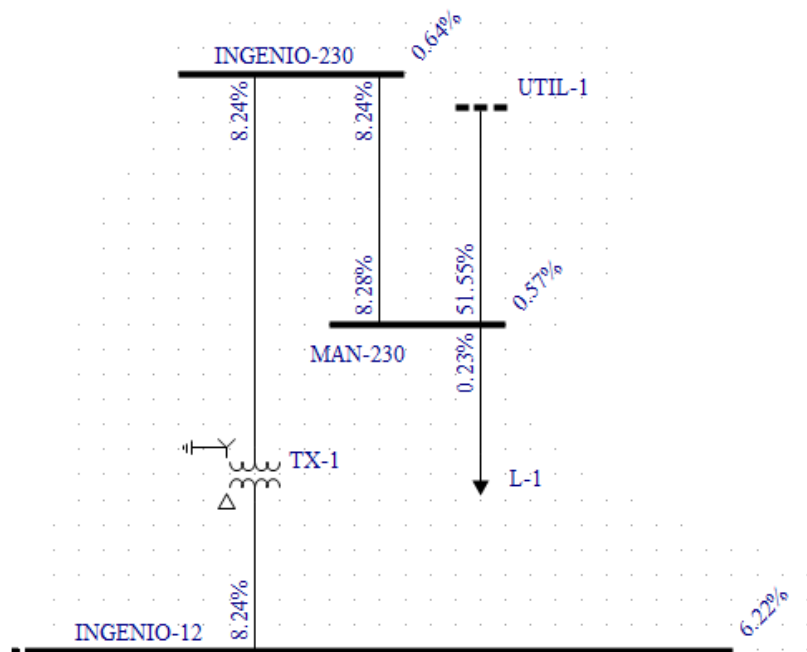 INGENIO-230
0.64%
UTIL-1
8.24%
8.24%
8.28%
51.55%
0.57%
MAN-230
0.23%
TX-1
L-1
8.24%
INGENIO-12
6.22%